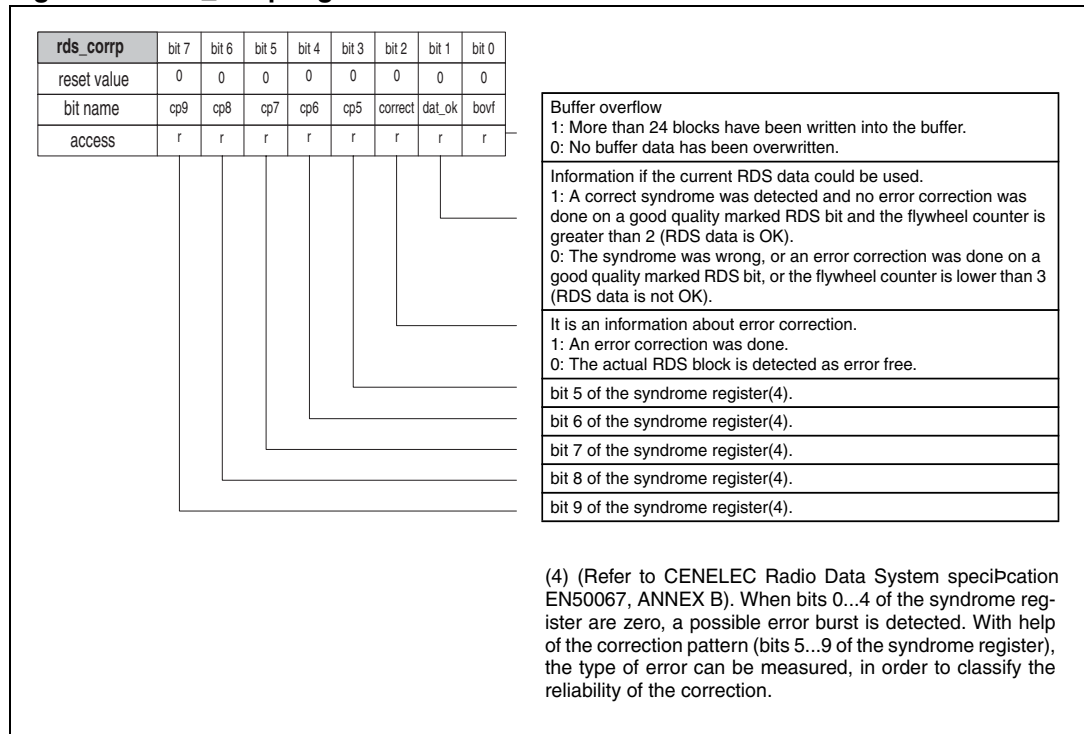 rds_corrp bit 7 bit 6 bit 5 bit 4 bit 3 bit 2 bit 1 bit 0
reset value 0 0 0 0 0 0 0 0
bit name cp9 cp8 cp7 cp6 cp5 correct dat_ok bovf
access r r r r r r r r
Buffer overflow
1: More than 24 blocks have been written into the buffer.
0: No buffer data has been overwritten.
Information if the current RDS data could be used.
1: A correct syndrome was detected and no error correction was
done on a good quality marked RDS bit and the flywheel counter is
greater than 2 (RDS data is OK).
0: The syndrome was wrong, or an error correction was done on a
good quality marked RDS bit, or the flywheel counter is lower than 3
(RDS data is not OK).
It is an information about error correction.
1: An error correction was done.
0: The actual RDS block is detected as error free.
bit 5 of the syndrome register(4).
bit 6 of the syndrome register(4).
bit 7 of the syndrome register(4).
bit 8 of the syndrome register(4).
bit 9 of the syndrome register(4).
(4) (Refer to CENELEC Radio Data System speciÞcation
EN50067, ANNEX B). When bits 0...4 of the syndrome reg-
ister are zero, a possible error burst is detected. With help
of the correction pattern (bits 5...9 of the syndrome register),
the type of error can be measured, in order to classify the
reliability of the correction.